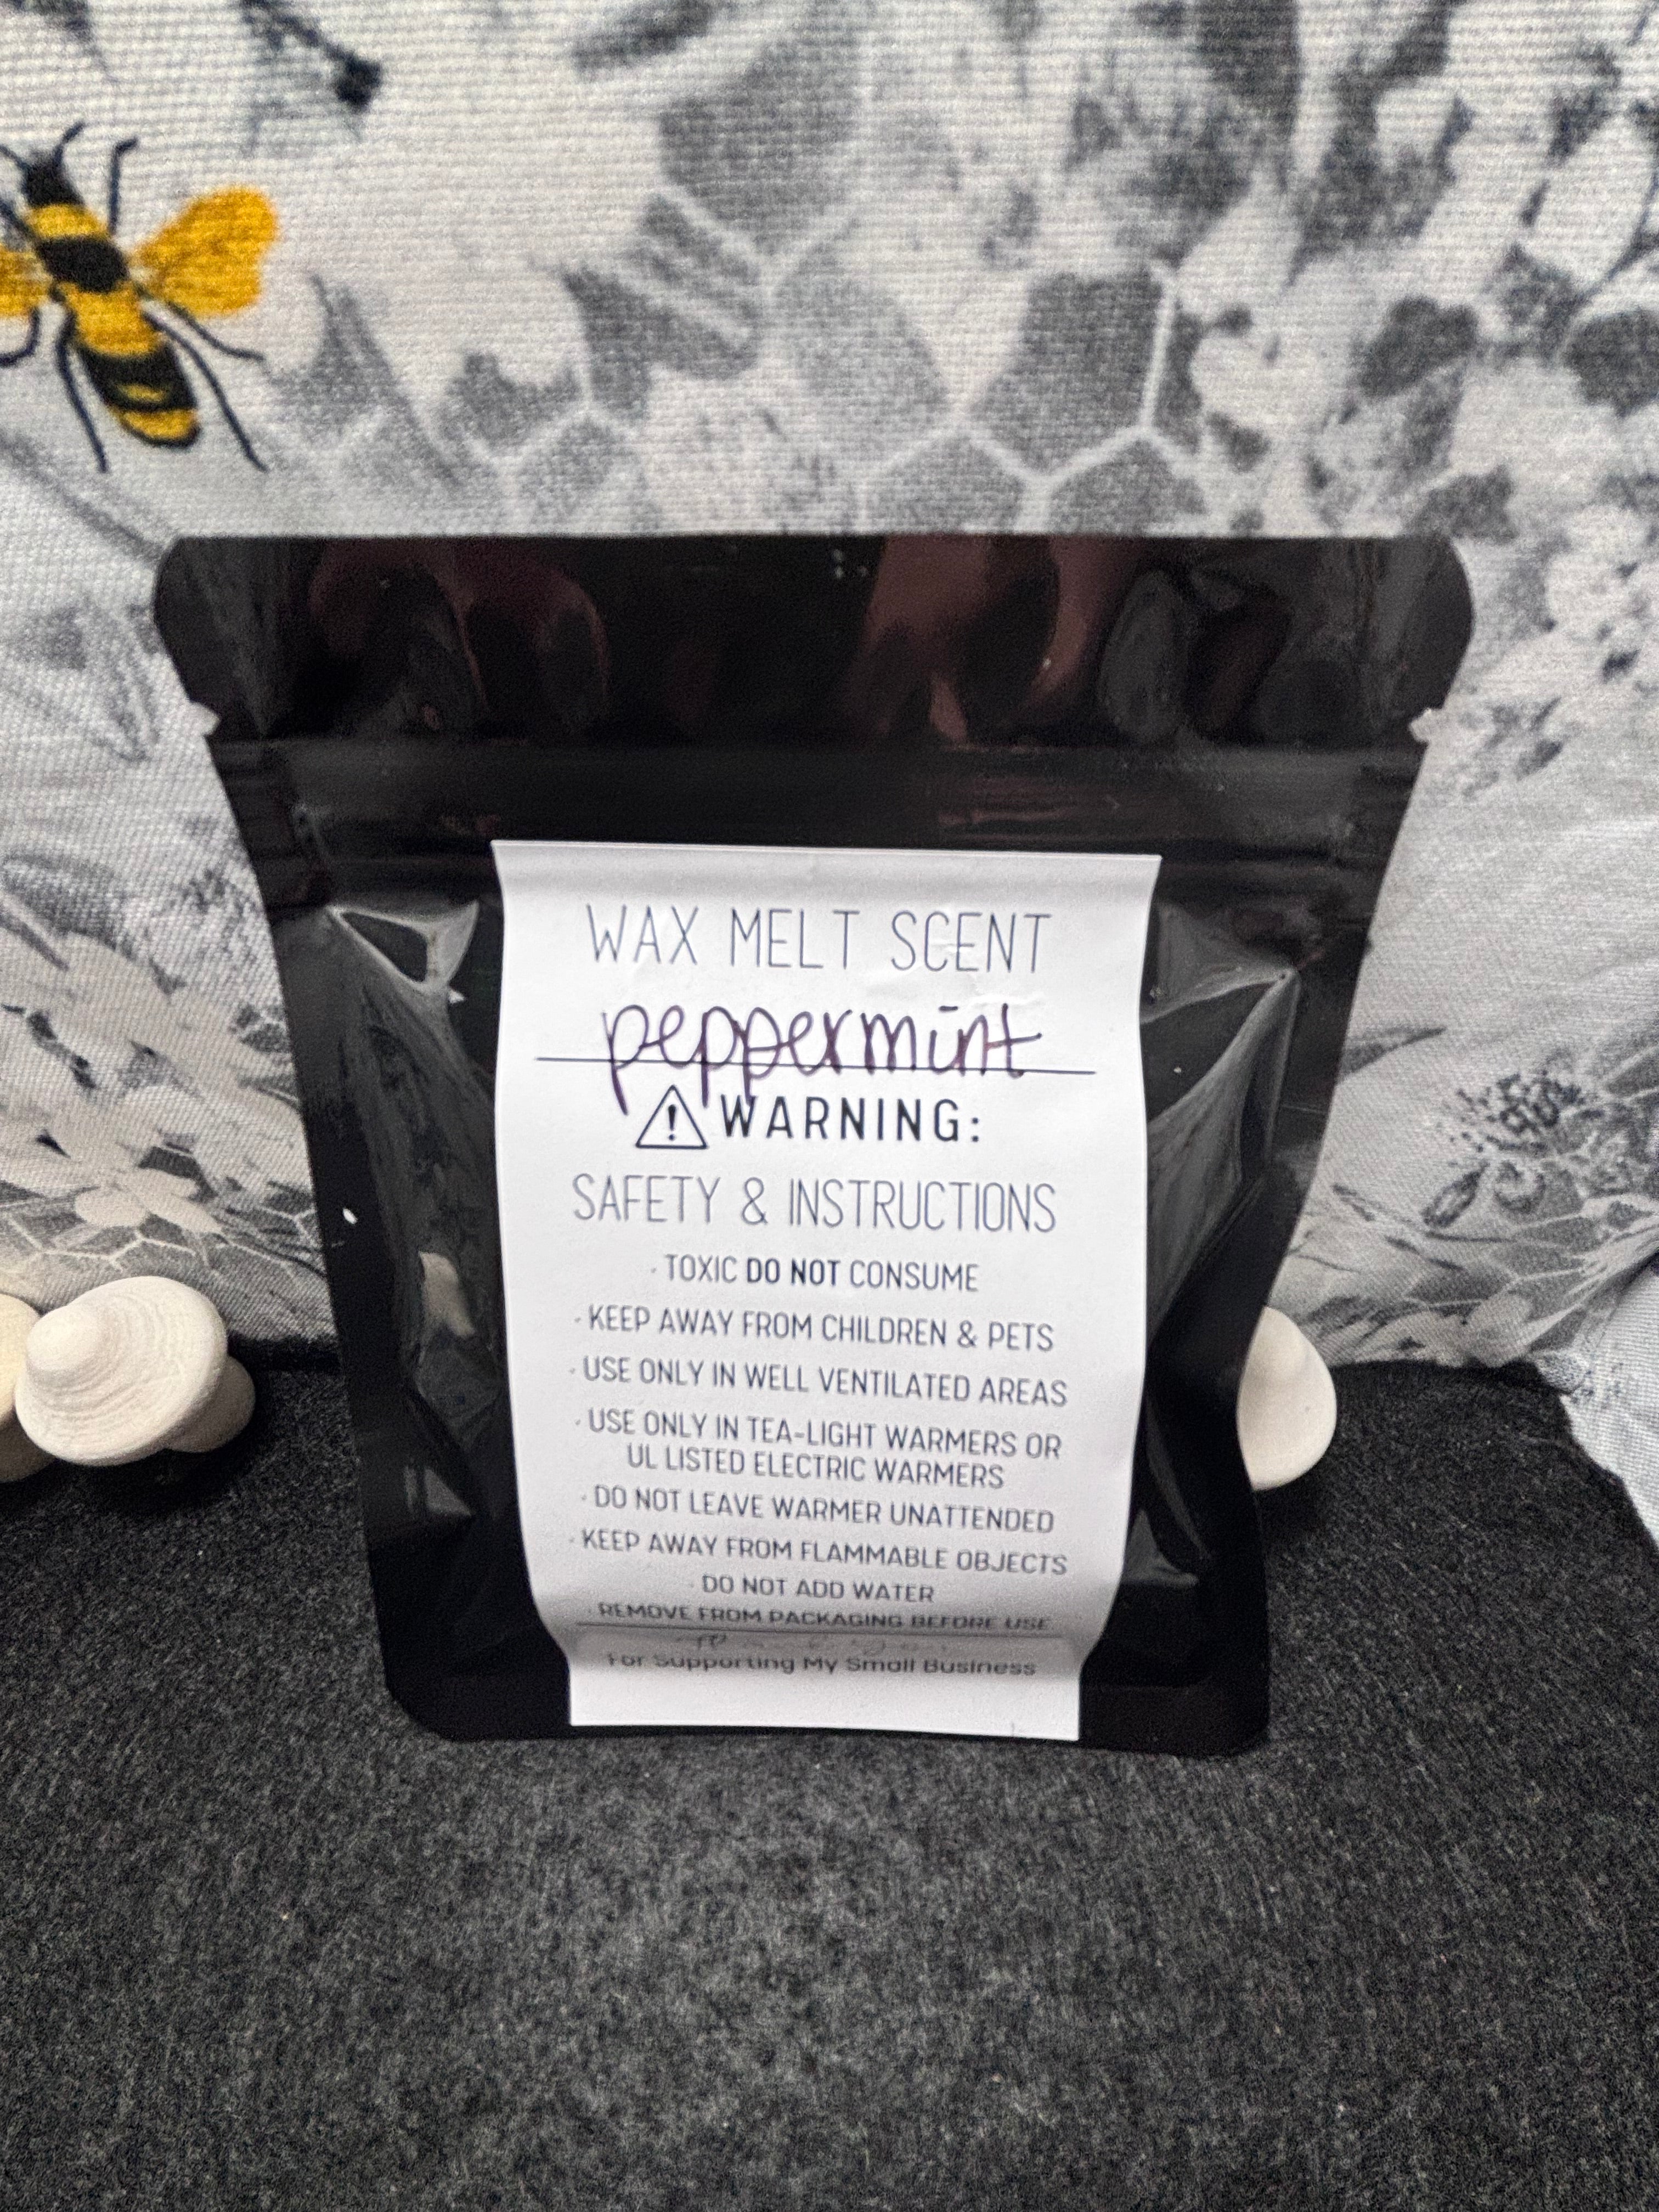 WAX MELT SCENT
peppermint
WARNING:
SAFETY & INSTRUCTIONS
· TOXIC DO NOT CONSUME
· KEEP AWAY FROM CHILDREN & PETS
· USE ONLY IN WELL VENTILATED AREAS
· USE ONLY IN TEA-LIGHT WARMERS OR
UL LISTED ELECTRIC WARMERS
· DO NOT LEAVE WARMER UNATTENDED
· KEEP AWAY FROM FLAMMABLE OBJECTS
· DO NOT ADD WATER
· REMOVE FROM PACKAGING BEFORE USE
For Supporting My Small Business